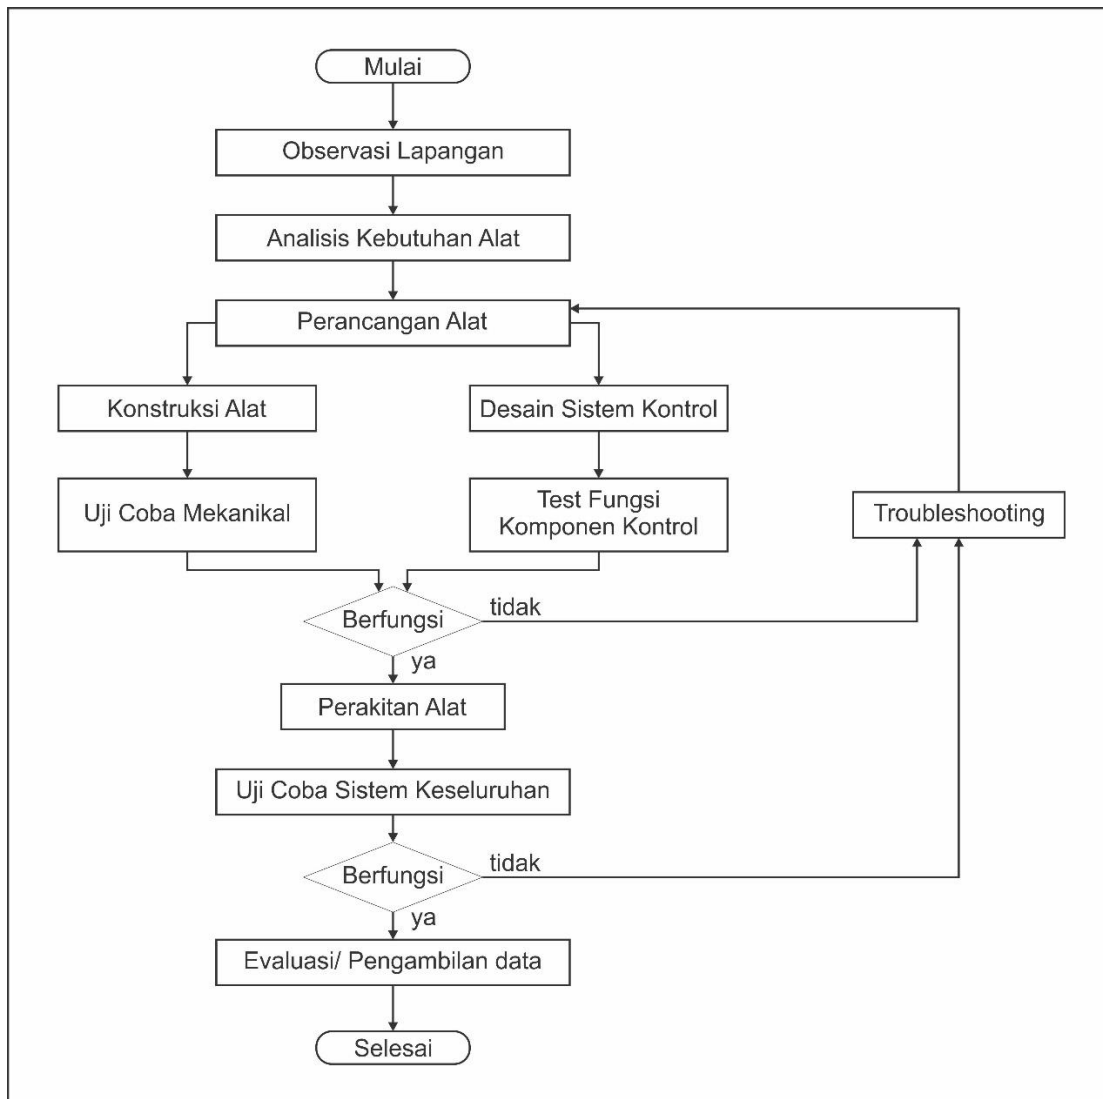 Mulai
Observasi Lapangan
Analisis Kebutuhan Alat
Perancangan Alat
Konstruksi Alat
Desain Sistem Kontrol
Uji Coba Mekanikal
Test Fungsi
Komponen Kontrol
Troubleshooting
Berfungsi
tidak
ya
Perakitan Alat
Uji Coba Sistem Keseluruhan
Berfungsi
tidak
ya
Evaluasi/ Pengambilan data
Selesai